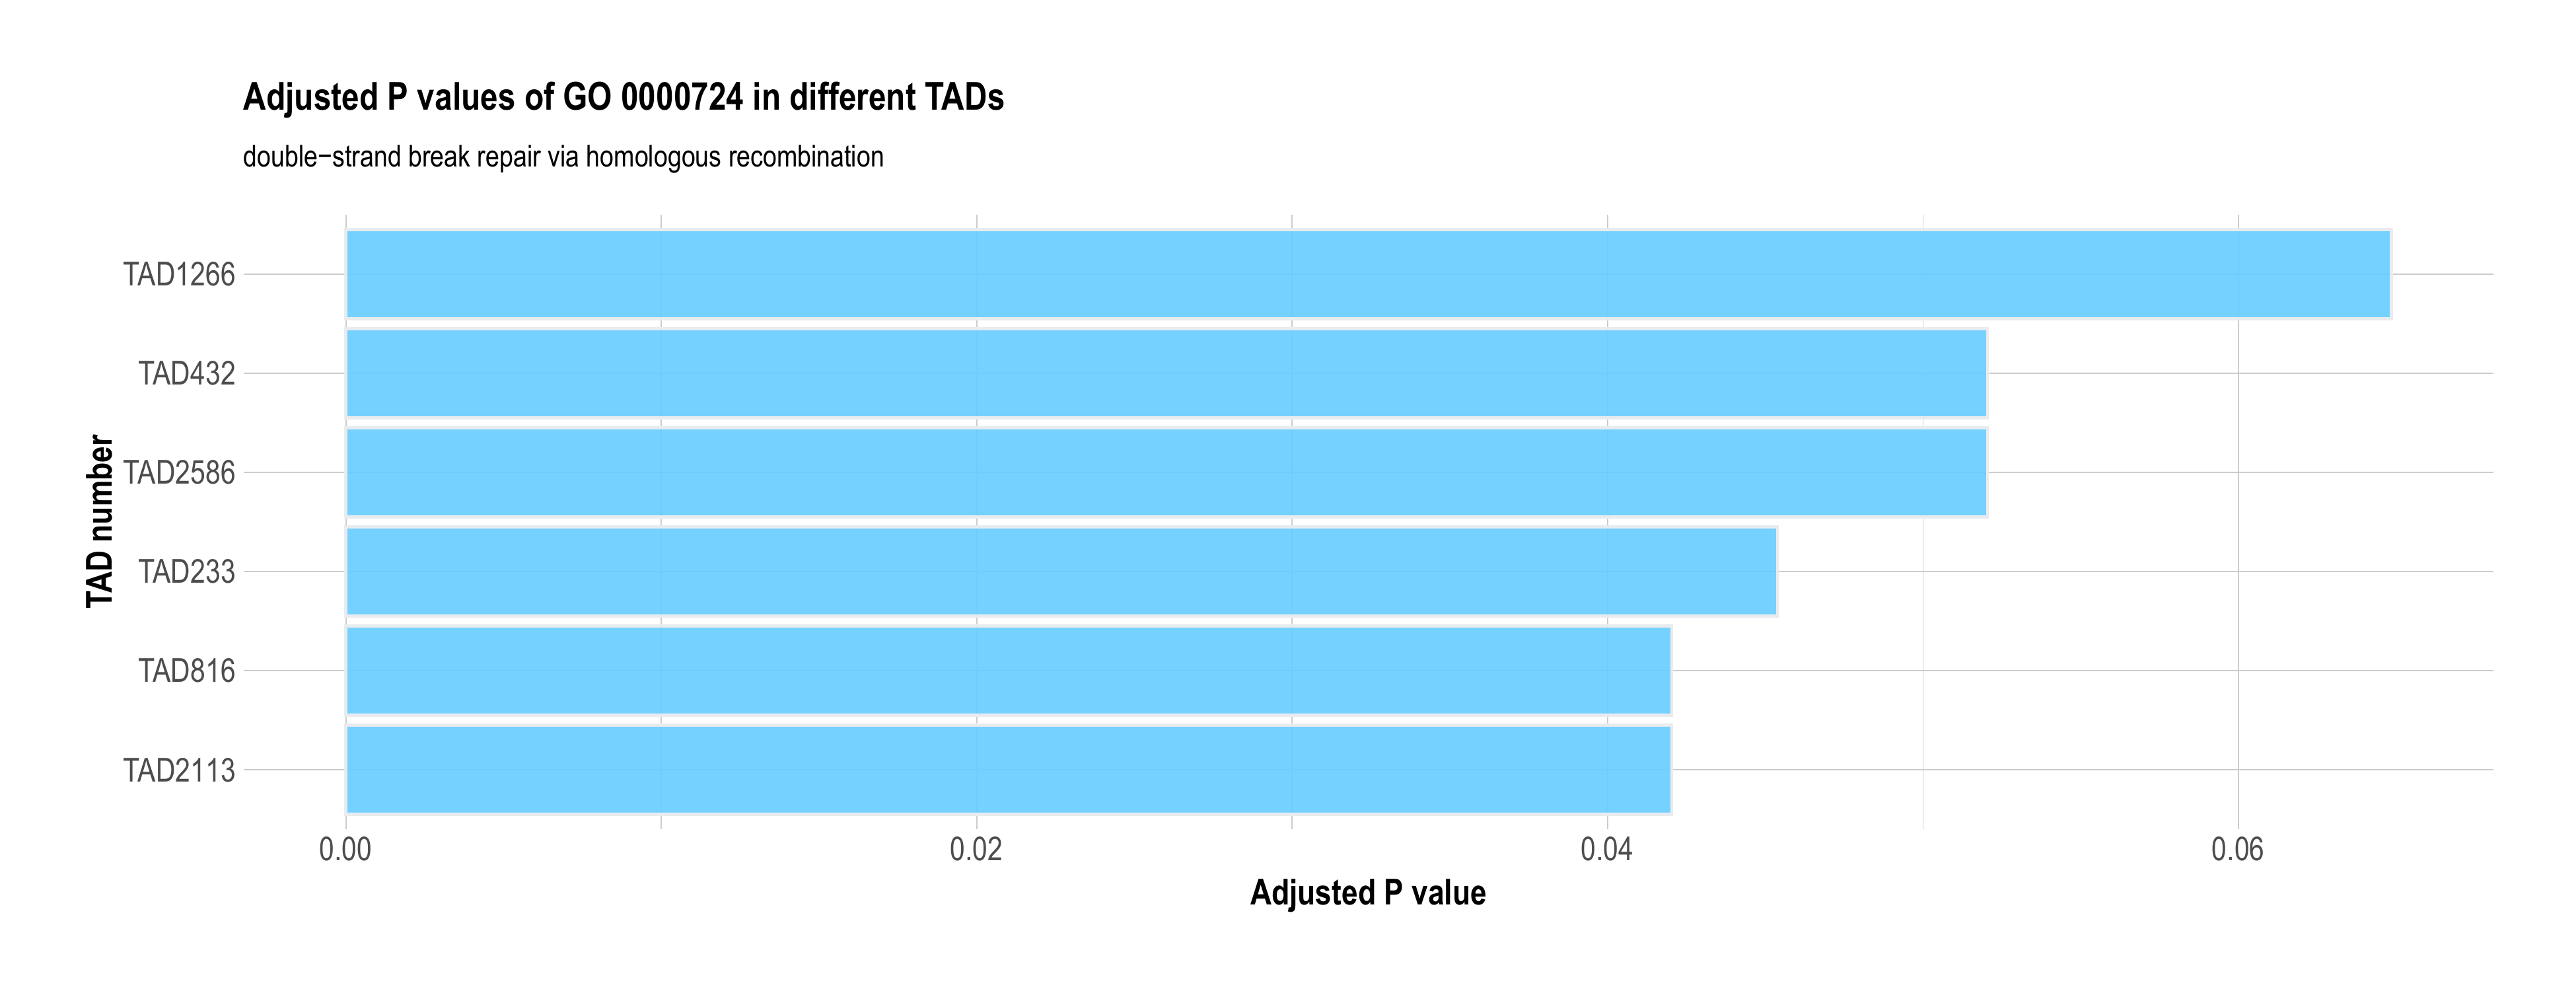 Adjusted P values of GO 0000724 in different TADs
double−strand break repair via homologous recombination
TAD number
TAD1266
TAD432
TAD2586
TAD233
TAD816
TAD2113
0.00 0.02 0.04 0.06
Adjusted P value